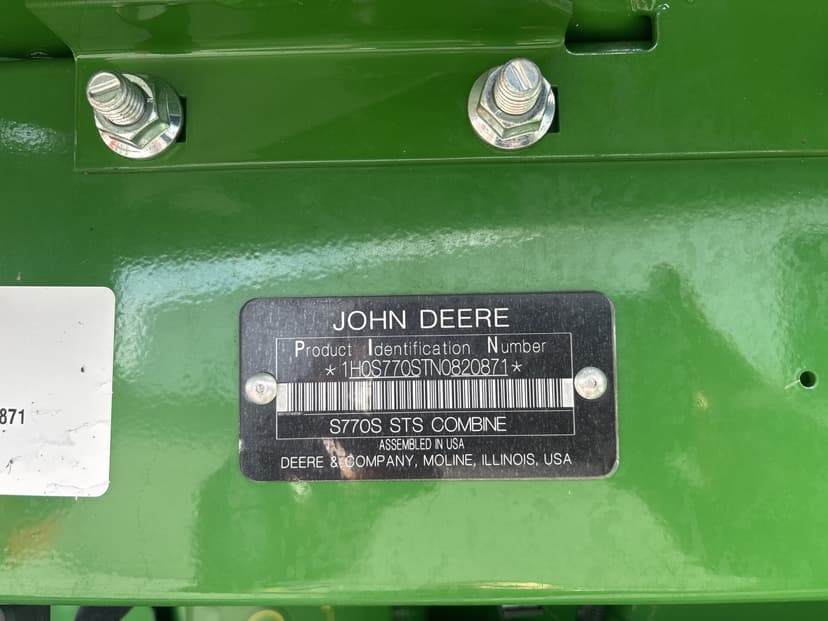 JOHN DEERE
Product Identification Number
*1H0S770STN0820871*
S770S STS COMBINE
ASSEMBLED IN USA
DEERE & COMPANY, MOLINE, ILLINOIS, USA
871